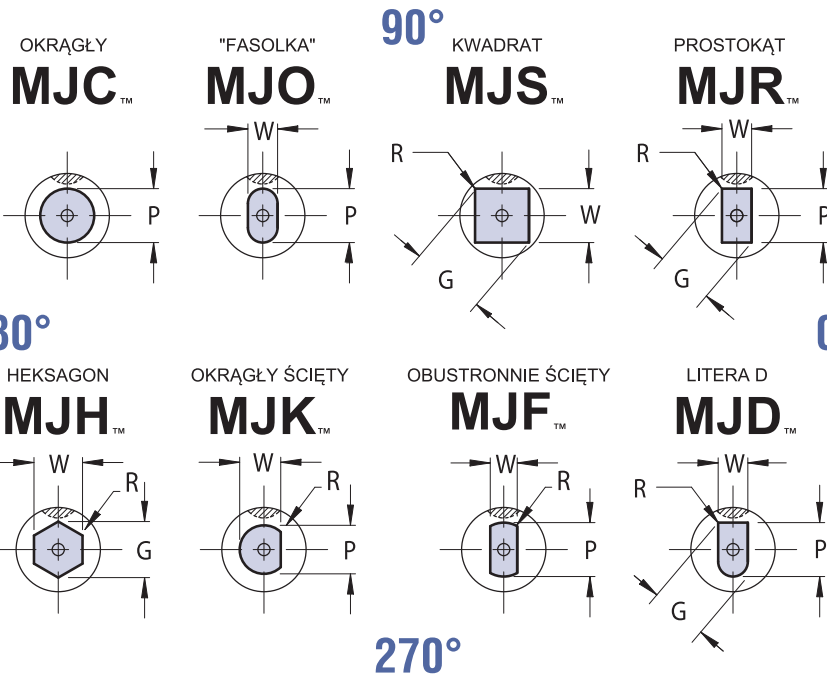 90°
OKRĄGŁY
MJC™
P
"FASOLKA"
MJO™
W
P
KWADRAT
MJS™
R
W
G
PROSTOKĄT
MJR™
W
R
P
G
80°
0
HEKSAGON
MJH™
W
R
G
OKRĄGŁY ŚCIĘTY
MJK™
W
R
P
OBUSTRONNIE ŚCIĘTY
MJF™
W
R
P
LITERA D
MJD™
W
R
P
G
270°